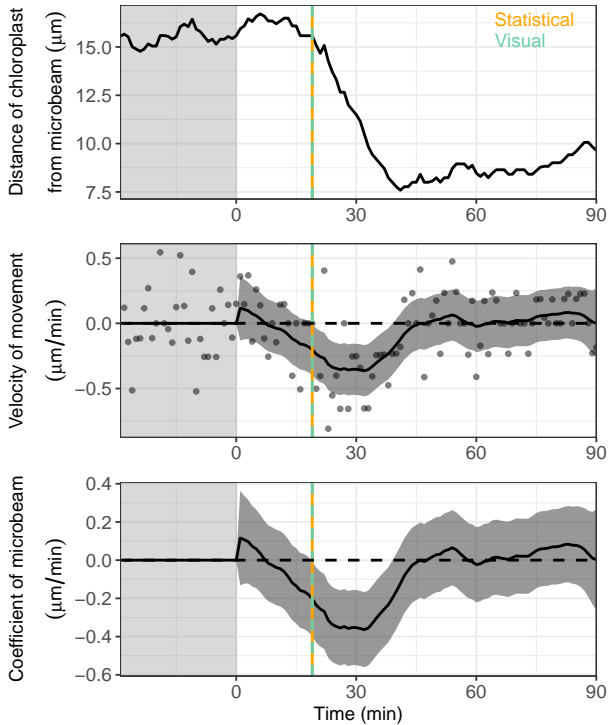 Statistical
Visual
Distance of chloroplast
from microbeam (μm)
15.0
12.5
10.0
7.5
0 30 60 90
Velocity of movement
(μm/min)
0.5
0.0
−0.5
0 30 60 90
Coefficient of microbeam
(μm/min)
0.4
0.2
0.0
−0.2
−0.4
−0.6
0 30 60 90
Time (min)